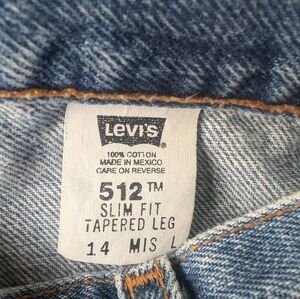 LEVI'S ®
100% COTTON
MADE IN MEXICO
CARE ON REVERSE
512™
SLIM FIT
TAPERED LEG
14 MIS L